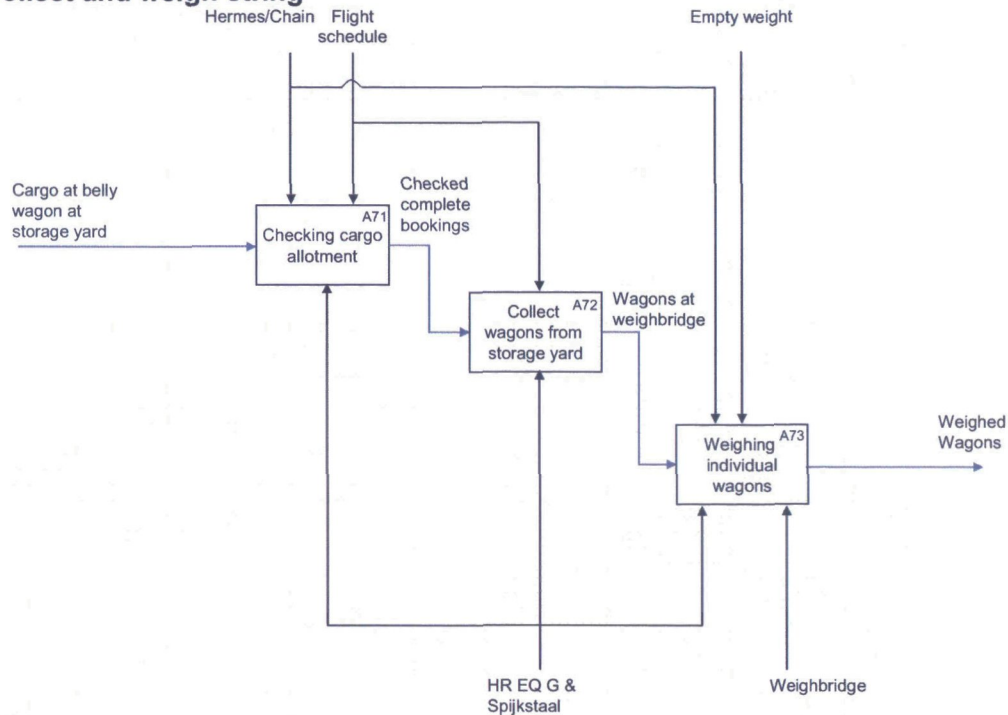 Hermes/Chain
Flight
schedule
Empty weight
Cargo at belly
wagon at
storage yard
A71
Checking cargo
allotment
Checked
complete
bookings
A72
Collect
wagons from
storage yard
Wagons at
weighbridge
A73
Weighing
individual
wagons
Weighed
Wagons
HR EQ G &
Spijkstaal
Weighbridge